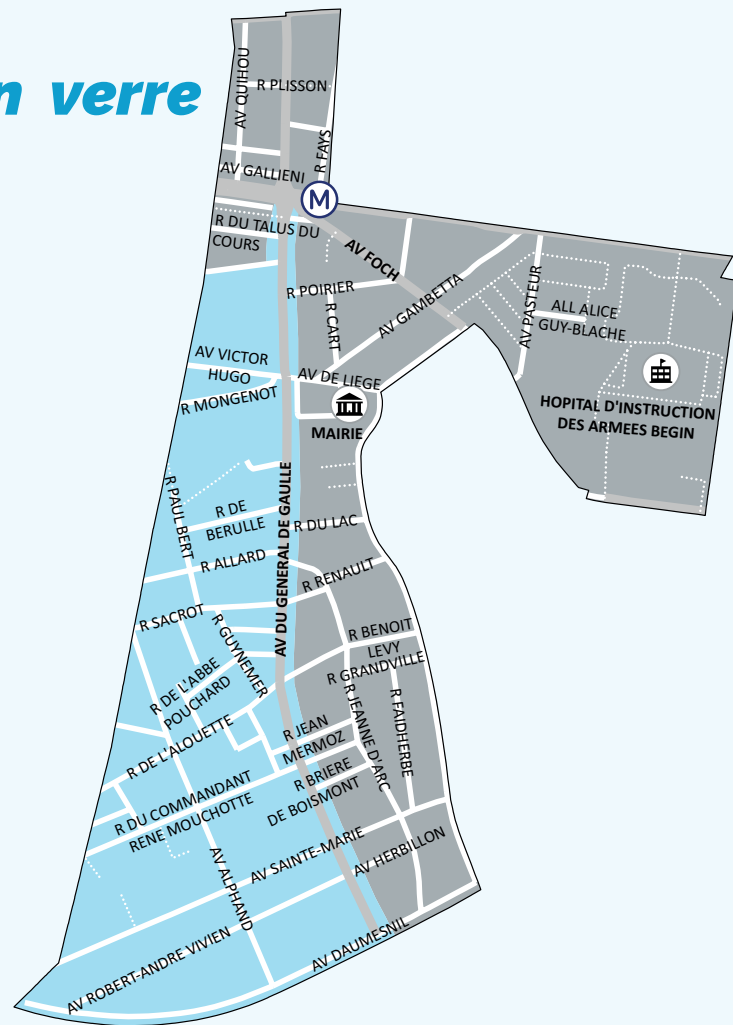 n verre
AV QUIHOU
R PLISSON
R FAYS
AV GALLIENI
M
R DU TALUS DU
COURS
AV FOCH
R POIRIER
R CART
AV GAMBETTA
AV PASTEUR
ALL ALICE
GUY-BLACHE
AV VICTOR
HUGO
AV DE LIEGE
R MONGENOT
MAIRIE
HOPITAL D'INSTRUCTION
DES ARMEES BEGIN
R PAUL BERT
R DE
BERULLE
AV DU GENERAL DE GAULLE
R DU LAC
R ALLARD
R RENAULT
R SACROT
R GUYNEMER
R BENOIT
LEVY
R GRANDVILLE
R DE L'ABBE
POUCHARD
R JEANNE D'ARC
R FAIDHERBE
R DE L'ALOUETTE
R JEAN
MERMOZ
R BRIERE
DE BOISMONT
R DU COMMANDANT
RENE MOUCHOTTE
AV SAINTE-MARIE
AV HERBILLON
AV ALPHAND
AV ROBERT-ANDRE VIVIEN
AV DAUMESNIL